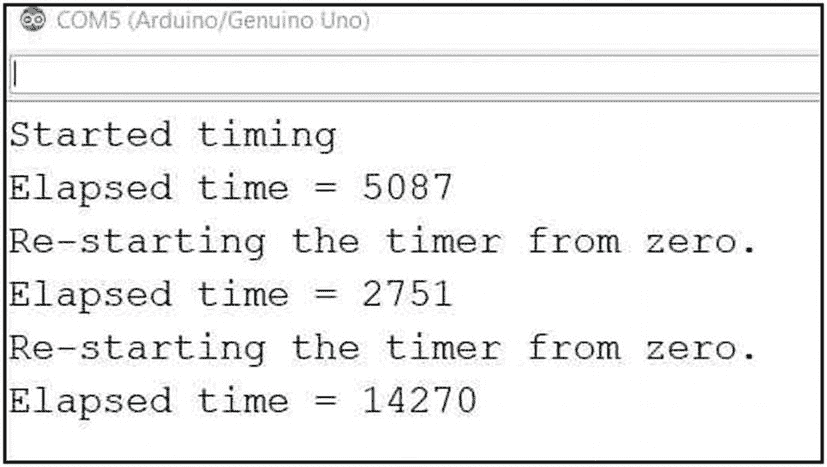 COM5 (Arduino/Genuino Uno)
Started timing
Elapsed time = 5087
Re-starting the timer from zero.
Elapsed time = 2751
Re-starting the timer from zero.
Elapsed time = 14270